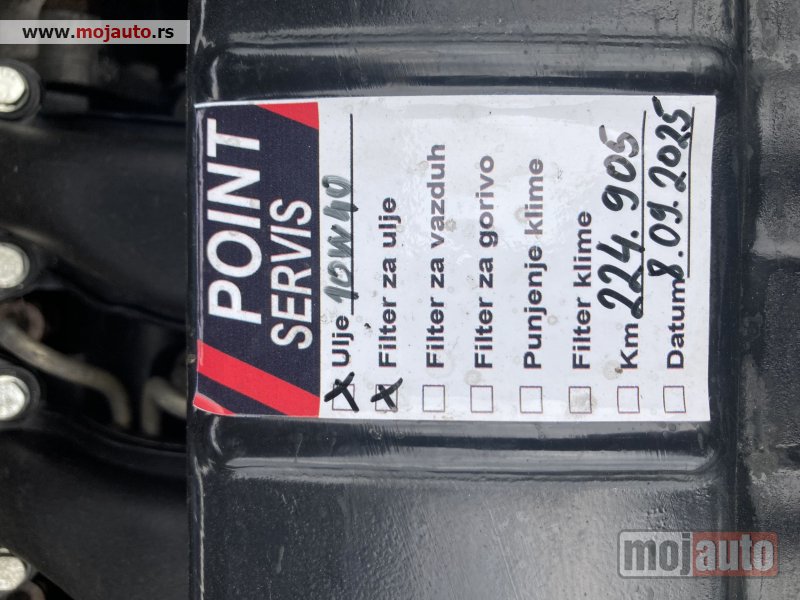 www.mojauto.rs
POINT
SERVIS
X Ulje 10W40
X Filter za ulje
Filter za vazduh
Filter za gorivo
Punjenje klime
Filter klime
Km 224.905
Datum 8.09.2025
mojauto